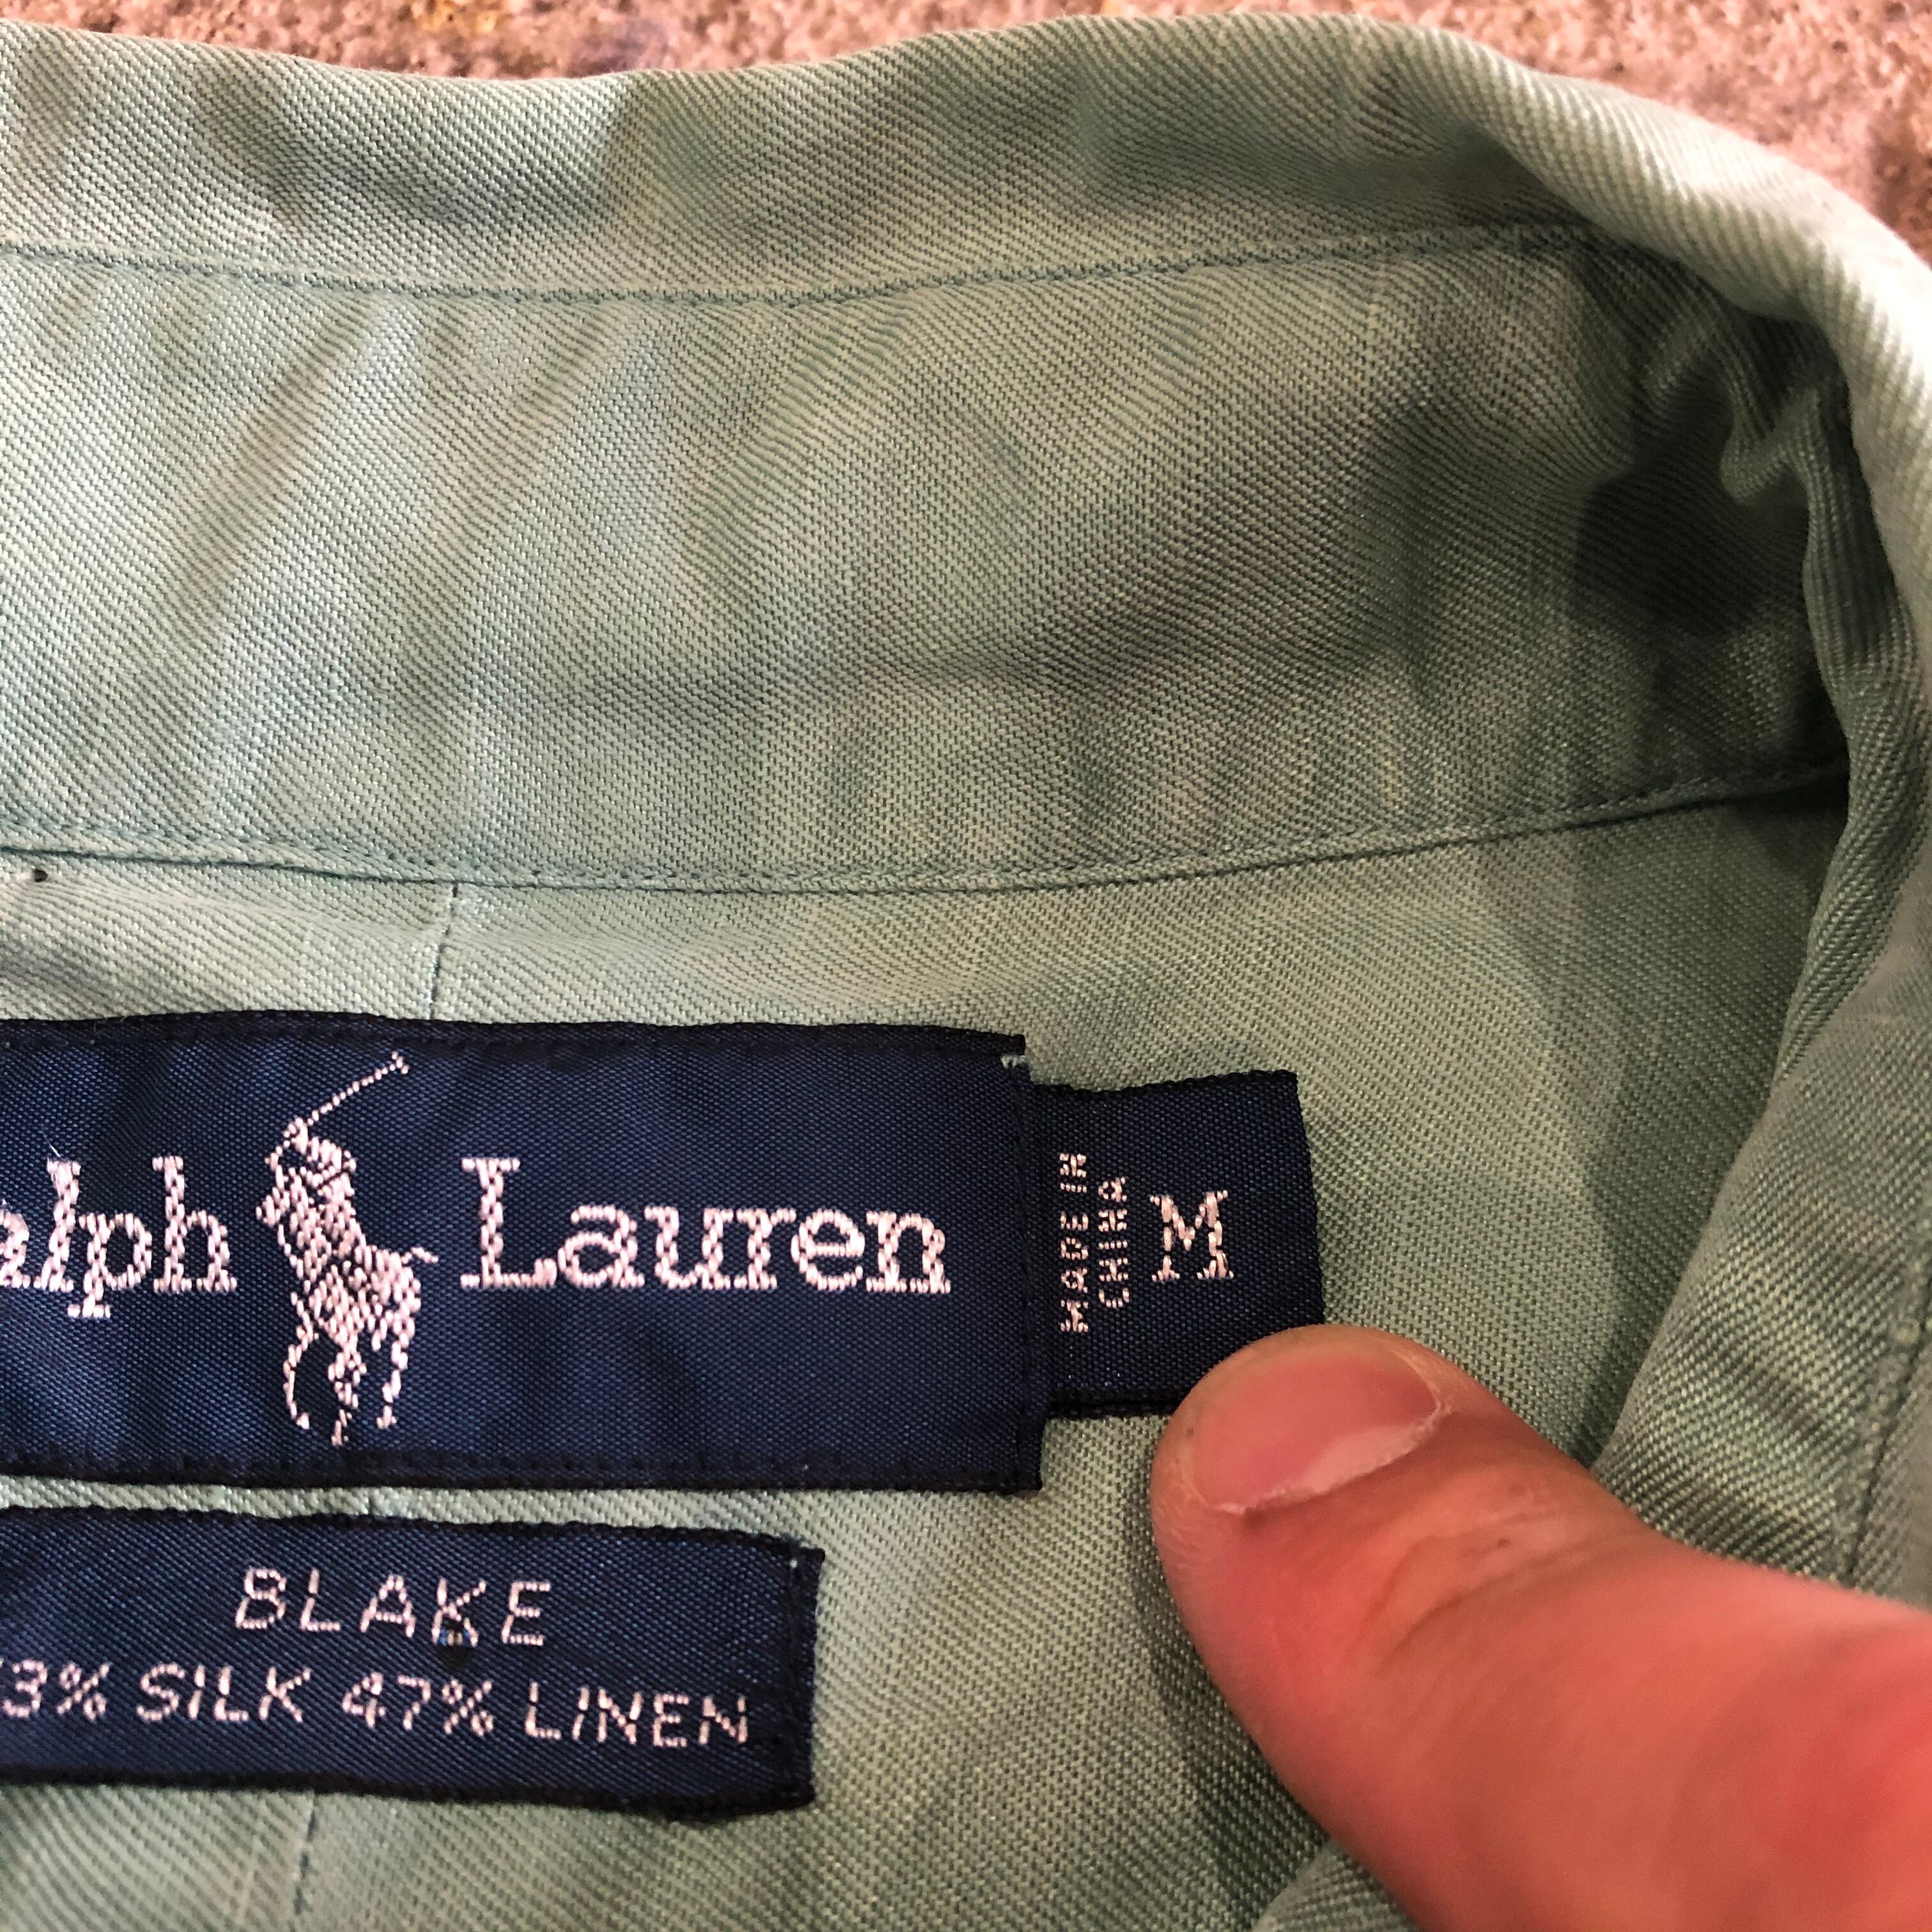 alph Lauren
MADE IN
CHINA
M
BLAKE
3% SILK 47% LINEN